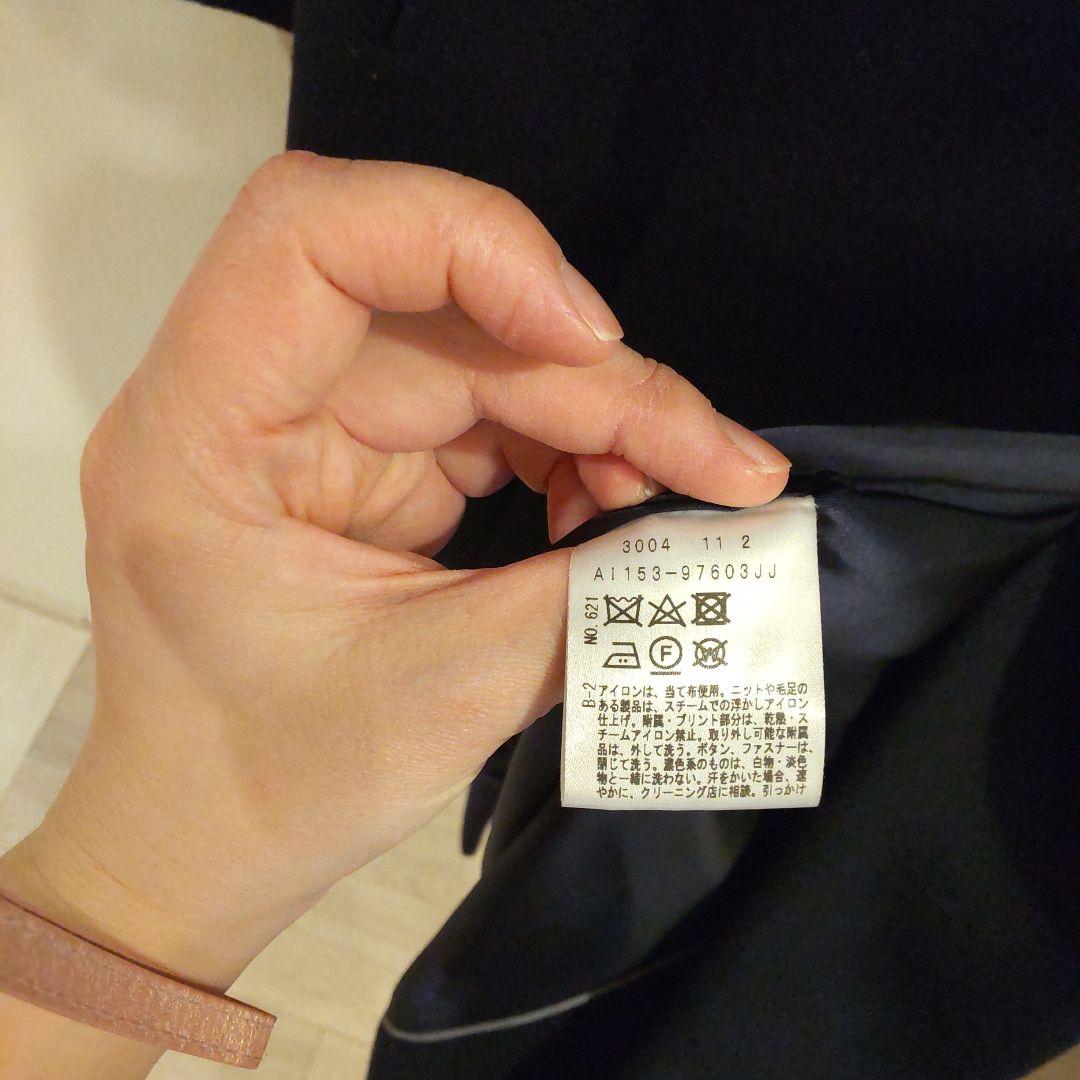 3004 11 2
AI153-97603JJ
NO.621
F
W
B-2
アイロンは、当て布使用。ニットや毛足の
ある製品は、スチームでの浮かしアイロン
仕上げ。附属・プリント部分は、乾熱・ス
チームアイロン禁止。取り外し可能な附属
品は、外して洗う。ボタン、ファスナーは、
閉じて洗う。濃色系のものは、白物・淡色
物と一緒に洗わない。汗をかいた場合、速
やかに、クリーニング店に相談。引っかけ